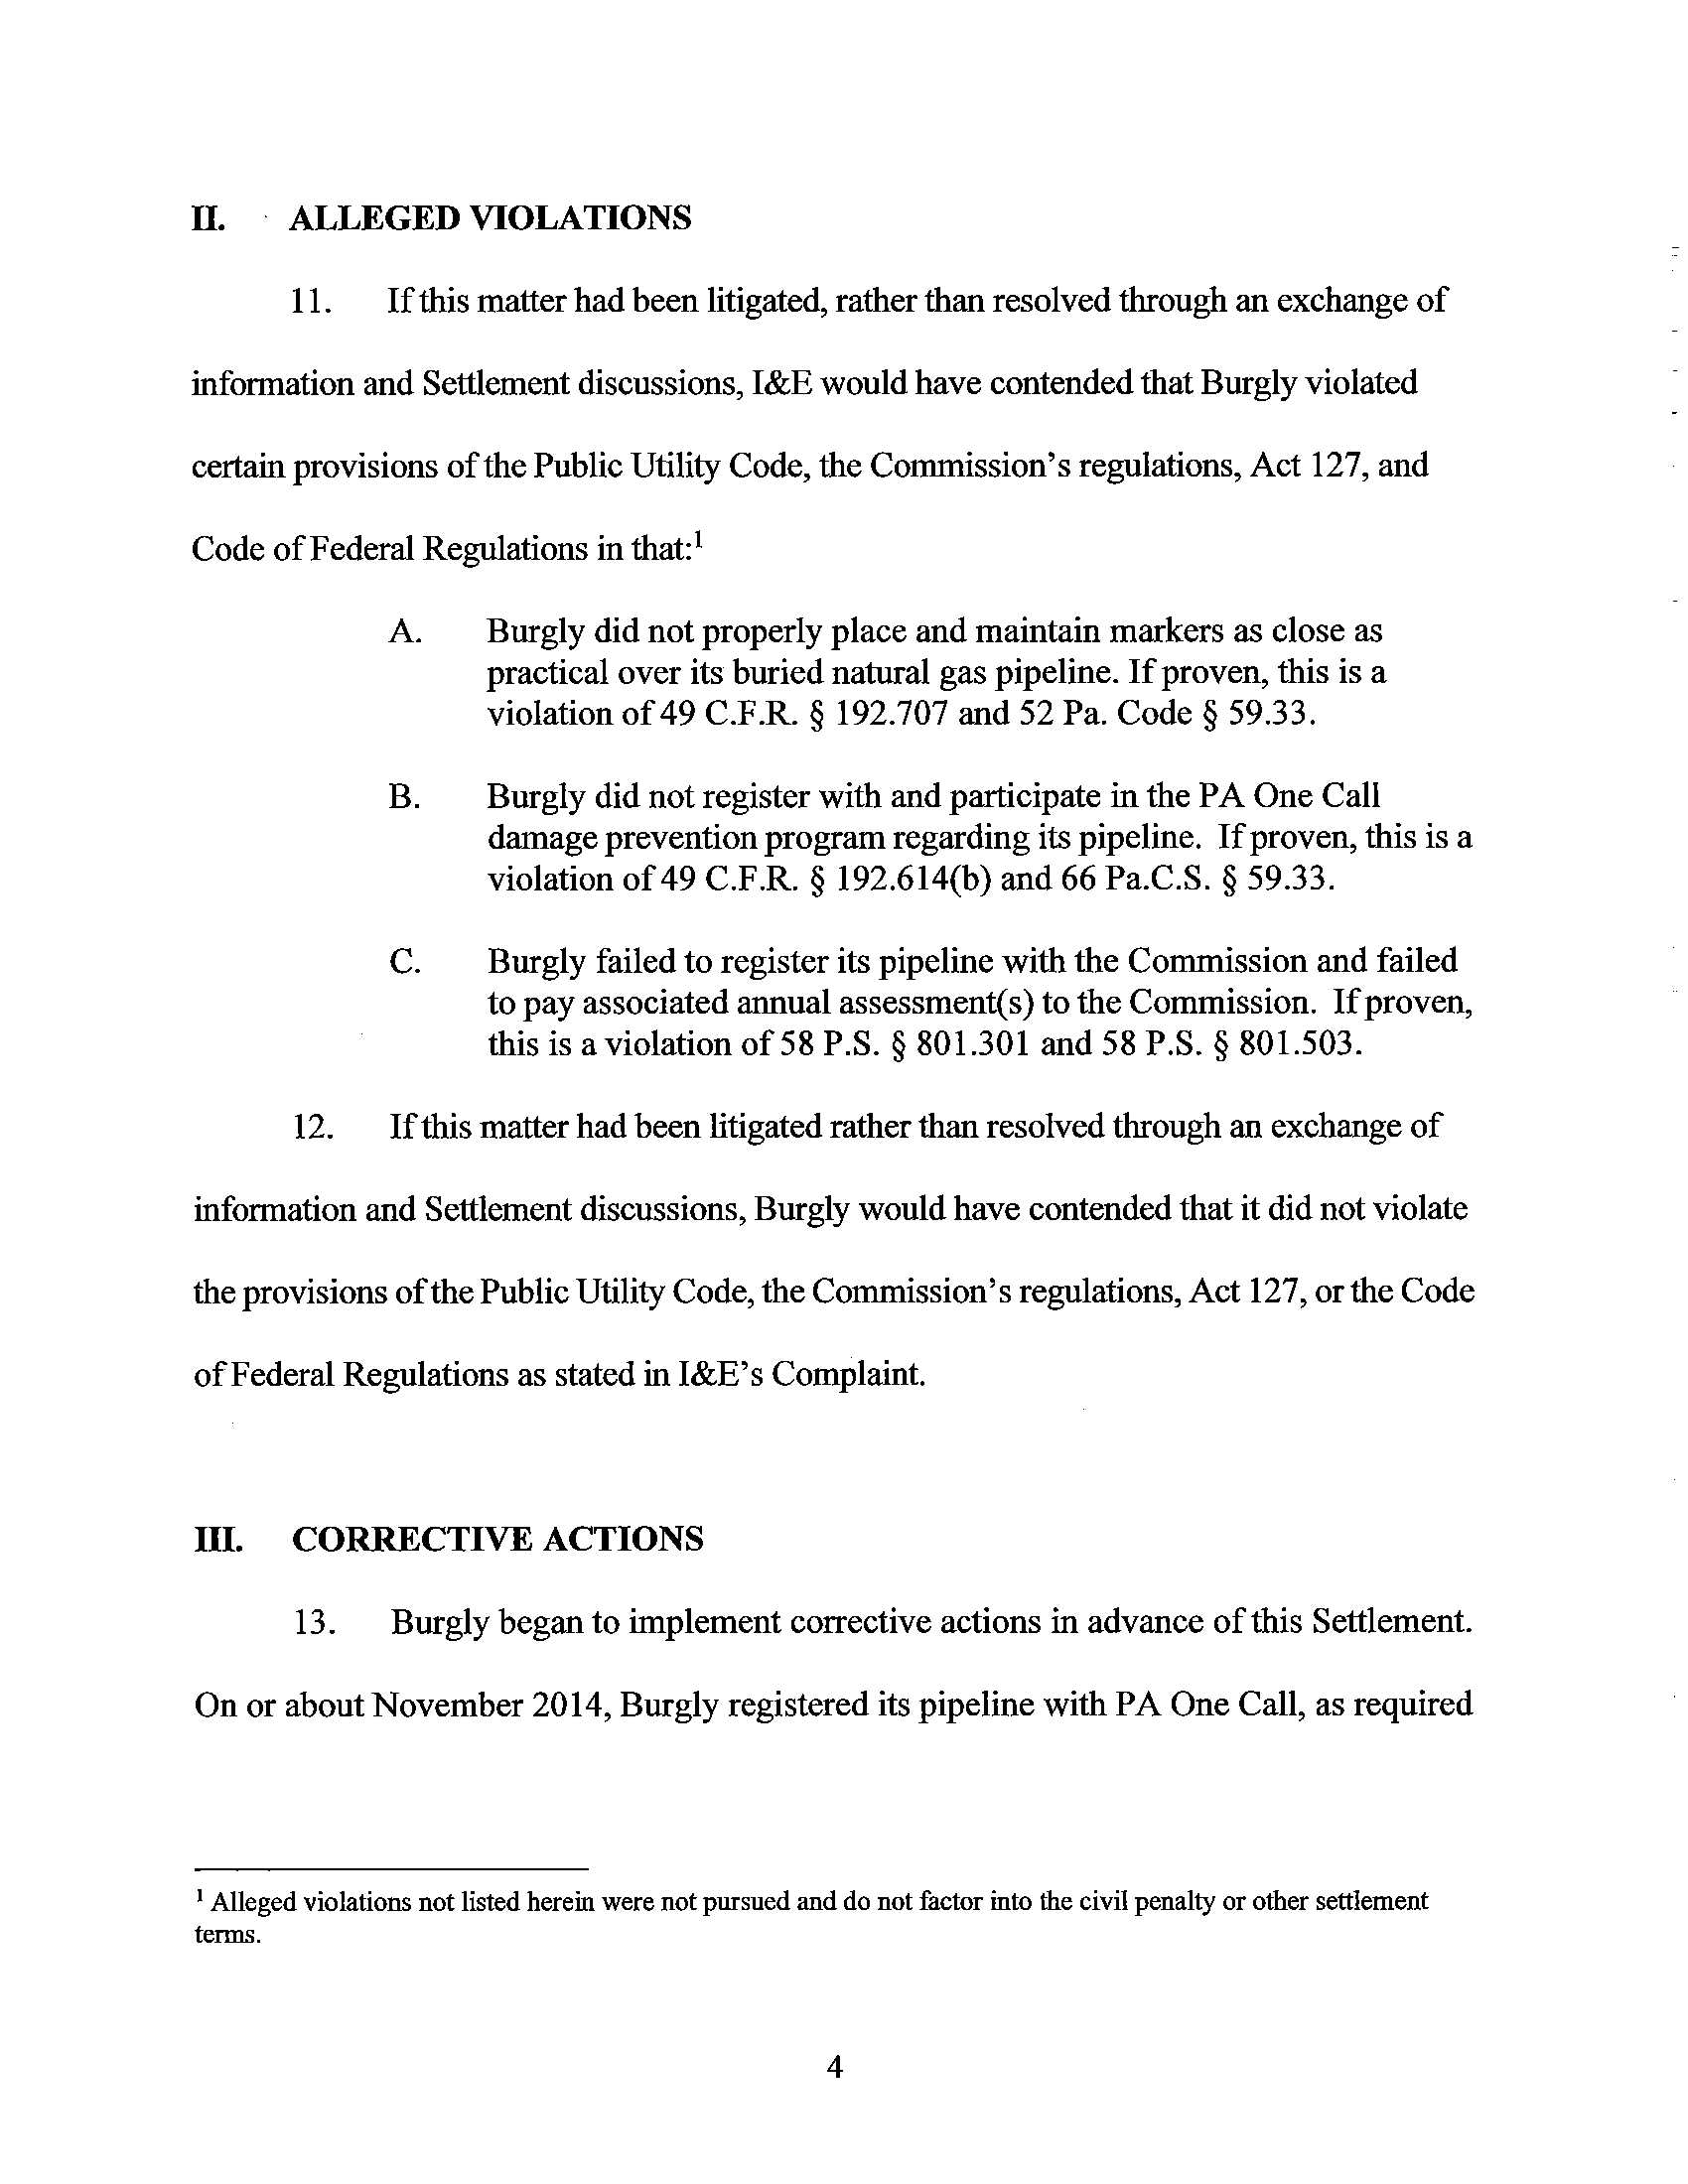 II. ALLEGED VIOLATIONS
11. If this matter had been litigated, rather than resolved through an exchange of
information and Settlement discussions, I&E would have contended that Burgly violated
certain provisions of the Public Utility Code, the Commission's regulations, Act 127, and
Code of Federal Regulations in that:¹
A. Burgly did not properly place and maintain markers as close as
practical over its buried natural gas pipeline. If proven, this is a
violation of 49 C.F.R. § 192.707 and 52 Pa. Code § 59.33.
B. Burgly did not register with and participate in the PA One Call
damage prevention program regarding its pipeline. If proven, this is a
violation of 49 C.F.R. § 192.614(b) and 66 Pa.C.S. § 59.33.
C. Burgly failed to register its pipeline with the Commission and failed
to pay associated annual assessment(s) to the Commission. If proven,
this is a violation of 58 P.S. § 801.301 and 58 P.S. § 801.503.
12. If this matter had been litigated rather than resolved through an exchange of
information and Settlement discussions, Burgly would have contended that it did not violate
the provisions of the Public Utility Code, the Commission's regulations, Act 127, or the Code
of Federal Regulations as stated in I&E's Complaint.
III. CORRECTIVE ACTIONS
13. Burgly began to implement corrective actions in advance of this Settlement.
On or about November 2014, Burgly registered its pipeline with PA One Call, as required
¹ Alleged violations not listed herein were not pursued and do not factor into the civil penalty or other settlement
terms.
4